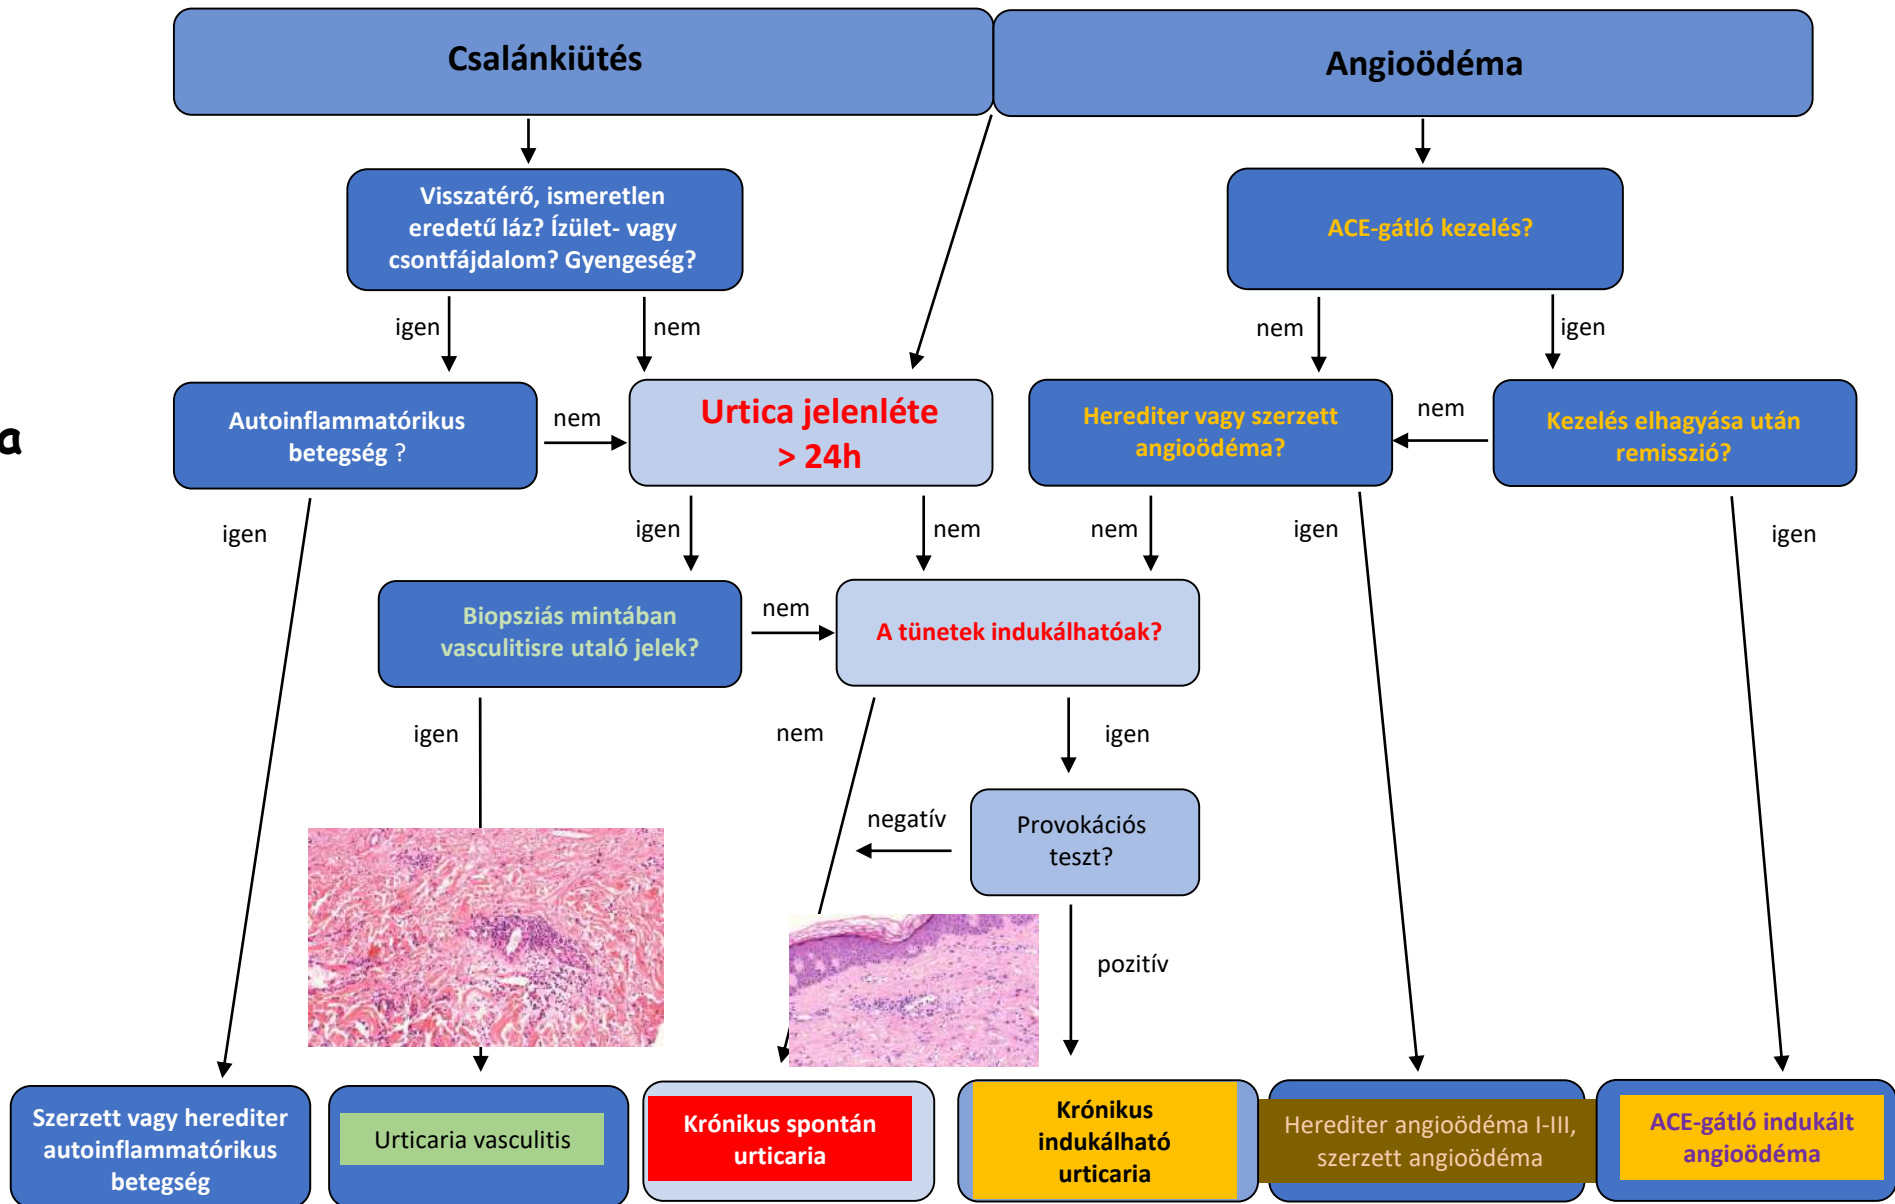 Csalánkiütés
Angioödéma
Visszatérő, ismeretlen
eredetű láz? Ízület- vagy
csontfájdalom? Gyengeség?
ACE-gátló kezelés?
igen
nem
nem
igen
a
Autoinflammatórikus
betegség ?
nem
Urtica jelenléte
> 24h
Herediter vagy szerzett
angioödéma?
nem
Kezelés elhagyása után
remisszió?
igen
igen
nem
nem
igen
igen
Biopsziás mintában
vasculitisre utaló jelek?
nem
A tünetek indukálhatóak?
igen
nem
igen
negatív
Provokációs
teszt?
pozitív
Szerzett vagy herediter
autoinflammatórikus
betegség
Urticaria vasculitis
Krónikus spontán
urticaria
Krónikus
indukálható
urticaria
Herediter angioödéma I-III,
szerzett angioödéma
ACE-gátló indukált
angioödéma